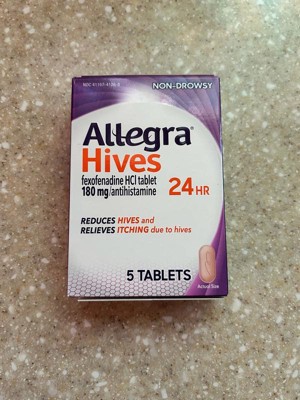 NON-DROWSY
Allegra
Hives
fexofenadine HCl tablet
180 mg/antihistamine
24 HR
REDUCES HIVES and
RELIEVES ITCHING due to hives
5 TABLETS
Actual Size